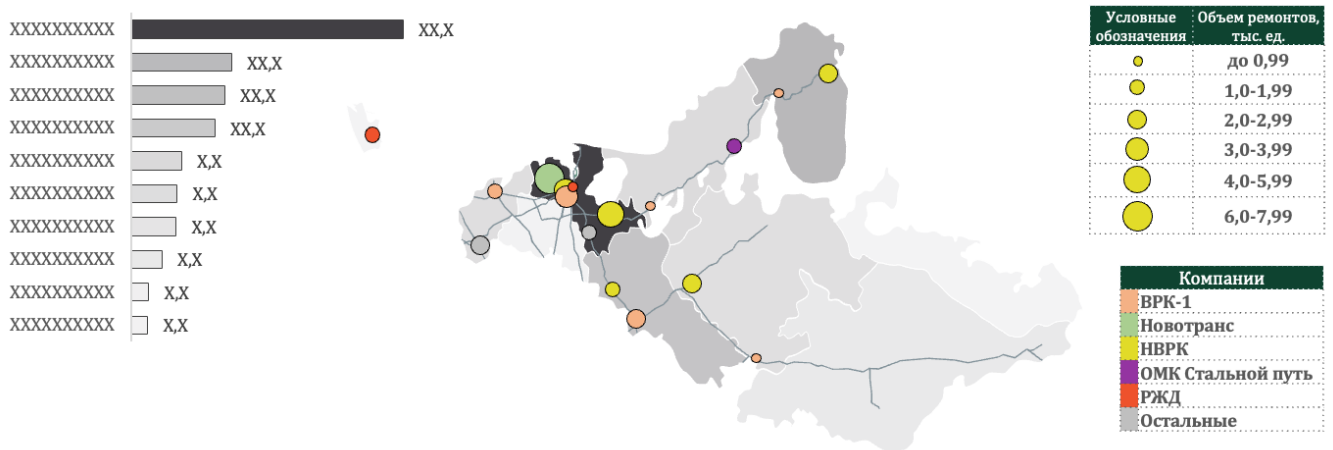 XXXXXXXXXX XX,X
XXXXXXXXXX XX,X
XXXXXXXXXX XX,X
XXXXXXXXXX XX,X
XXXXXXXXXX X,X
XXXXXXXXXX X,X
XXXXXXXXXX X,X
XXXXXXXXXX X,X
XXXXXXXXXX X,X
XXXXXXXXXX X,X
Условные обозначения
Объем ремонтов, тыс. ед.
до 0,99
1,0-1,99
2,0-2,99
3,0-3,99
4,0-5,99
6,0-7,99
Компании
ВРК-1
Новотранс
НВРК
ОМК Стальной путь
РЖД
Остальные